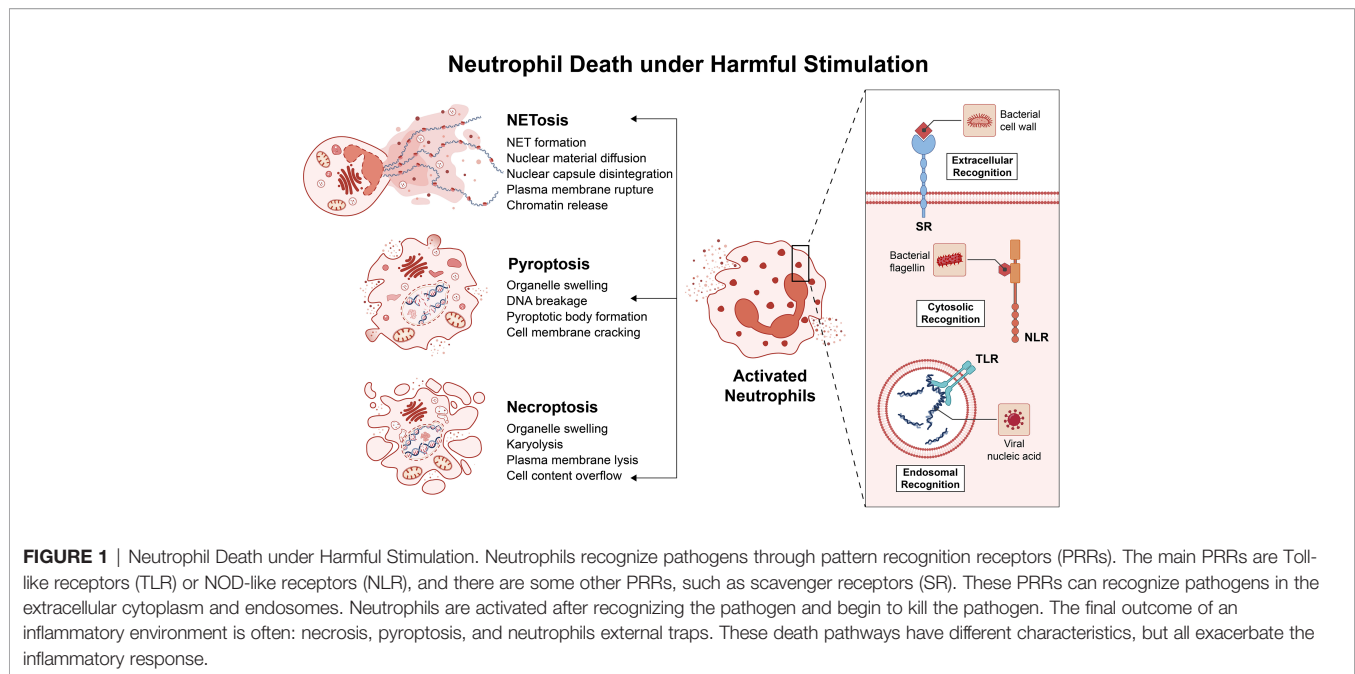 Neutrophil Death under Harmful Stimulation
NETosis
NET formation
Nuclear material diffusion
Nuclear capsule disintegration
Plasma membrane rupture
Chromatin release
Pyroptosis
Organelle swelling
DNA breakage
Pyroptotic body formation
Cell membrane cracking
Necroptosis
Organelle swelling
Karyolysis
Plasma membrane lysis
Cell content overflow
Activated
Neutrophils
Bacterial
cell wall
Extracellular
Recognition
SR
Bacterial
flagellin
Cytosolic
Recognition
NLR
TLR
Viral
nucleic acid
Endosomal
Recognition
FIGURE 1 | Neutrophil Death under Harmful Stimulation. Neutrophils recognize pathogens through pattern recognition receptors (PRRs). The main PRRs are Toll-
like receptors (TLR) or NOD-like receptors (NLR), and there are some other PRRs, such as scavenger receptors (SR). These PRRs can recognize pathogens in the
extracellular cytoplasm and endosomes. Neutrophils are activated after recognizing the pathogen and begin to kill the pathogen. The final outcome of an
inflammatory environment is often: necrosis, pyroptosis, and neutrophils external traps. These death pathways have different characteristics, but all exacerbate the
inflammatory response.